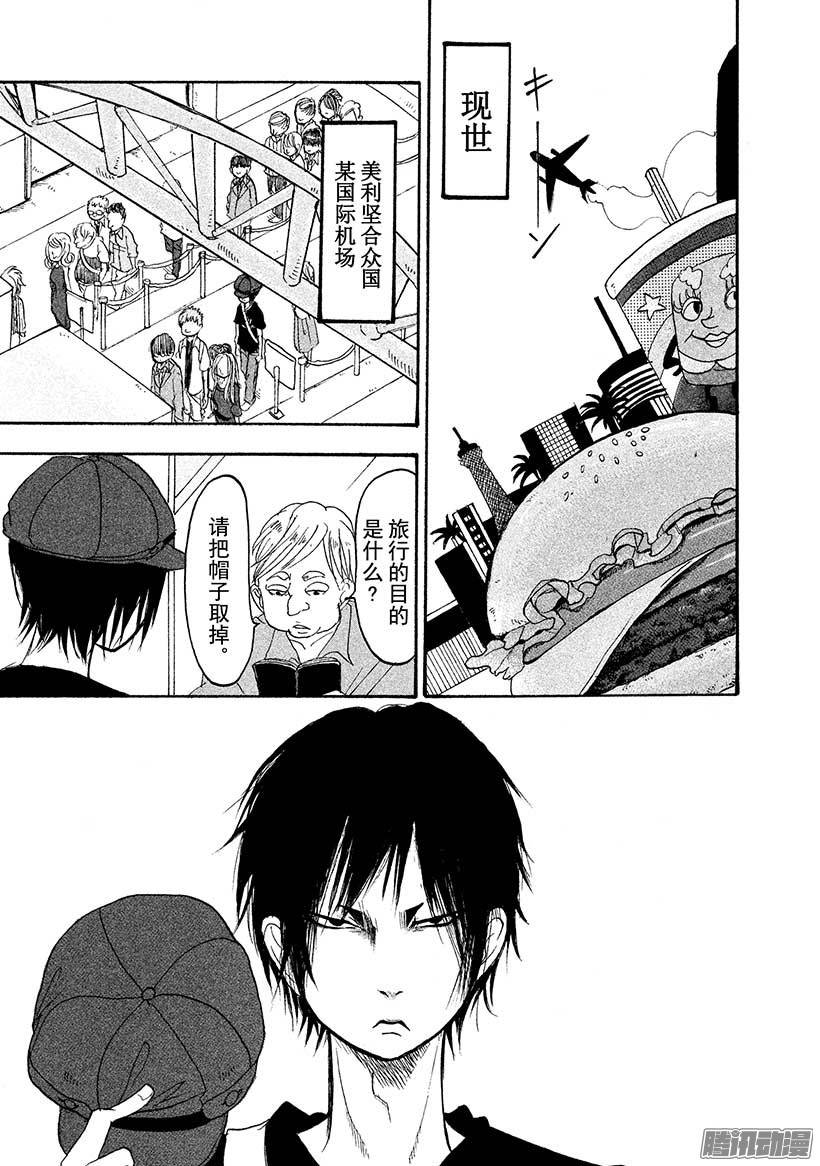 现世
キーン
美利坚合众国
某国际机场
旅行的目的
是什么？
请把帽子取掉。
腾讯动漫